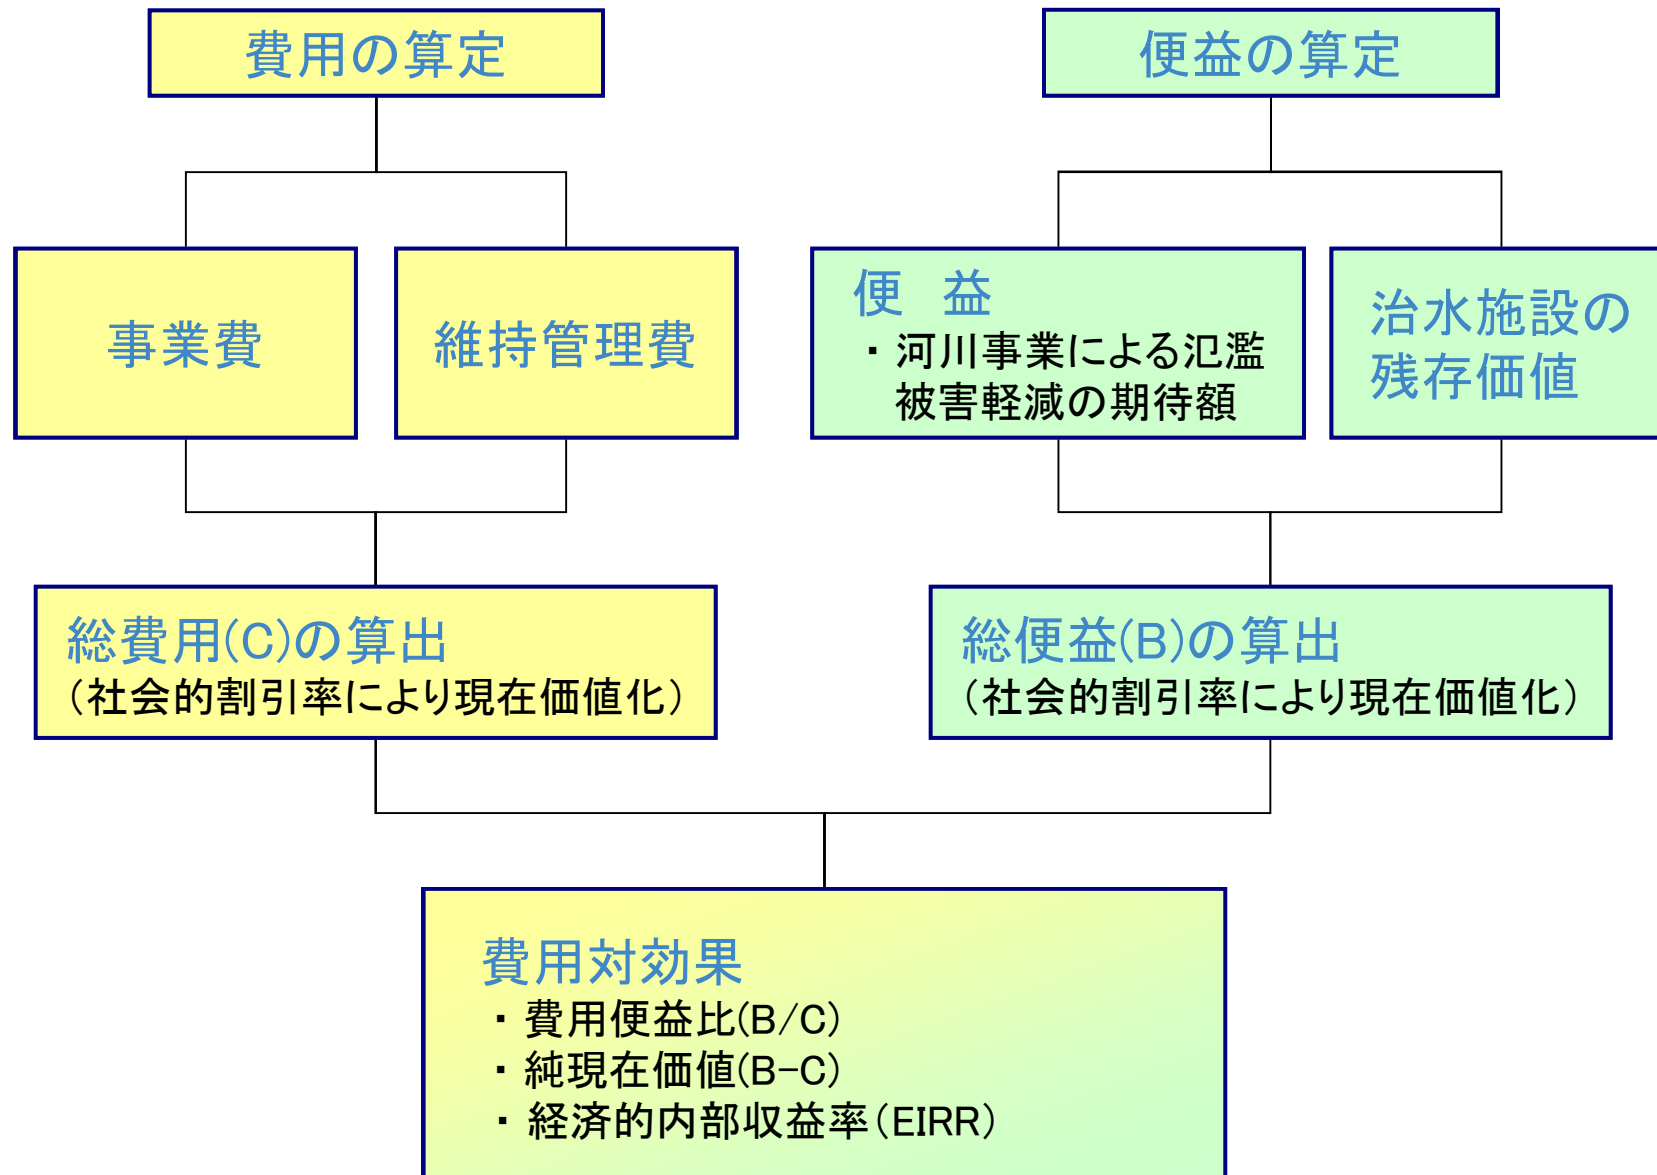 費用の算定
便益の算定
事業費
維持管理費
便　益
・河川事業による氾濫
被害軽減の期待額
治水施設の
残存価値
総費用(C)の算出
（社会的割引率により現在価値化）
総便益(B)の算出
（社会的割引率により現在価値化）
費用対効果
・費用便益比(B/C)
・純現在価値(B-C)
・経済的内部収益率（EIRR）